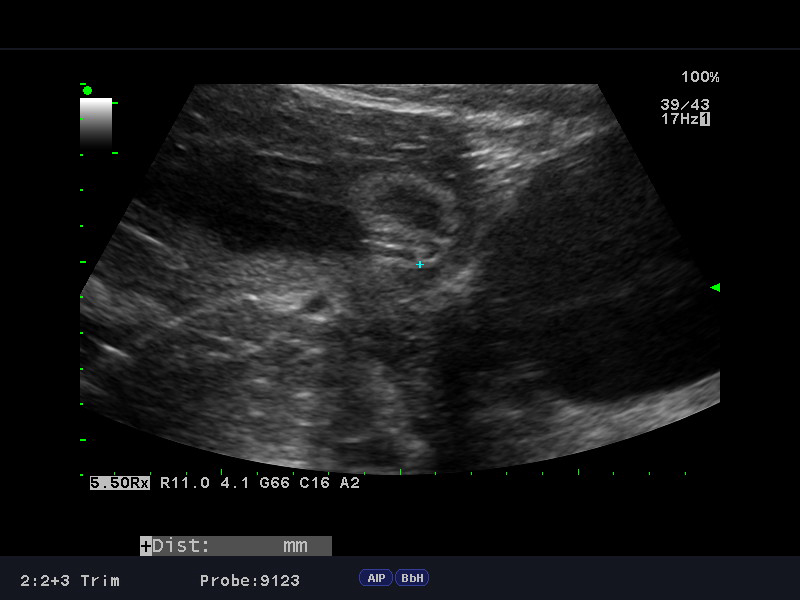 100%
39/43
17Hz1
5.50Rx R11.0 4.1 G66 C16 A2
+Dist: mm
2:2+3 Trim Probe:9123 AIP BbH